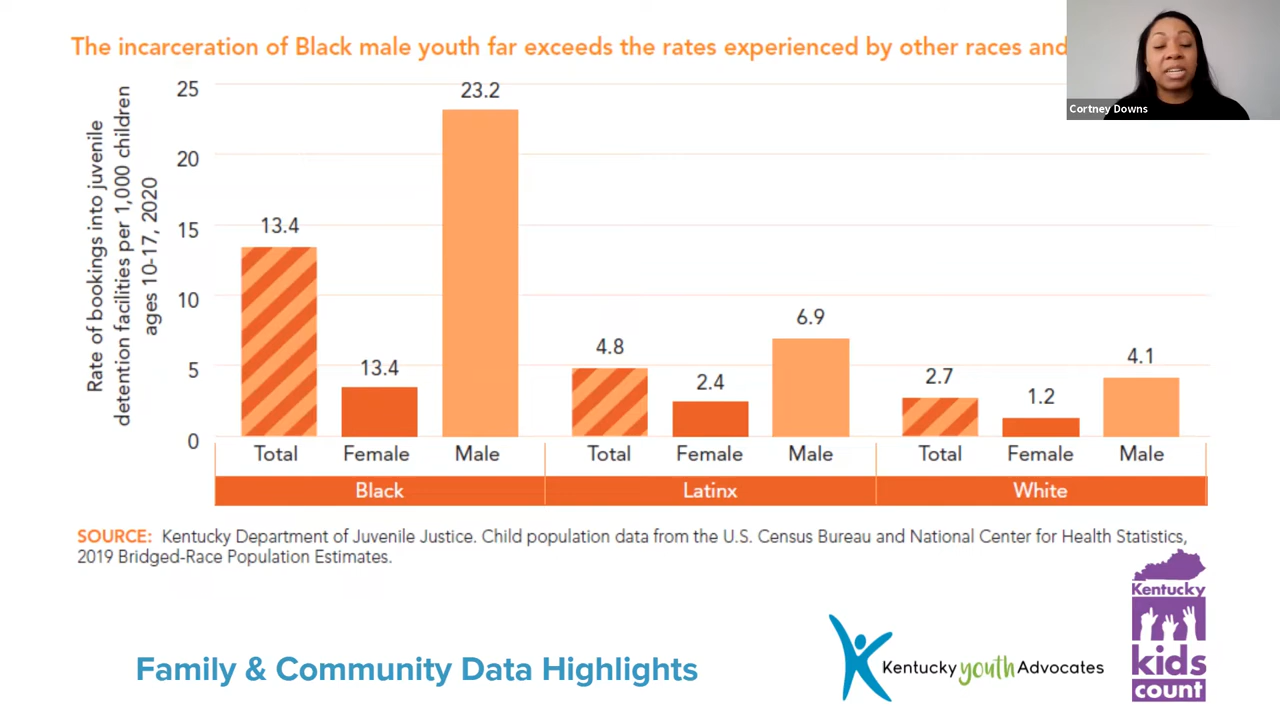 The incarceration of Black male youth far exceeds the rates experienced by other races and
Cortney Downs
Rate of bookings into juvenile
detention facilities per 1,000 children
ages 10-17, 2020
25
20
15
10
5
0
13.4
13.4
23.2
4.8
2.4
6.9
2.7
1.2
4.1
Total Female Male Total Female Male Total Female Male
Black Latinx White
SOURCE: Kentucky Department of Juvenile Justice. Child population data from the U.S. Census Bureau and National Center for Health Statistics,
2019 Bridged-Race Population Estimates.
Family & Community Data Highlights
Kentucky youth Advocates
Kentucky
kids
count